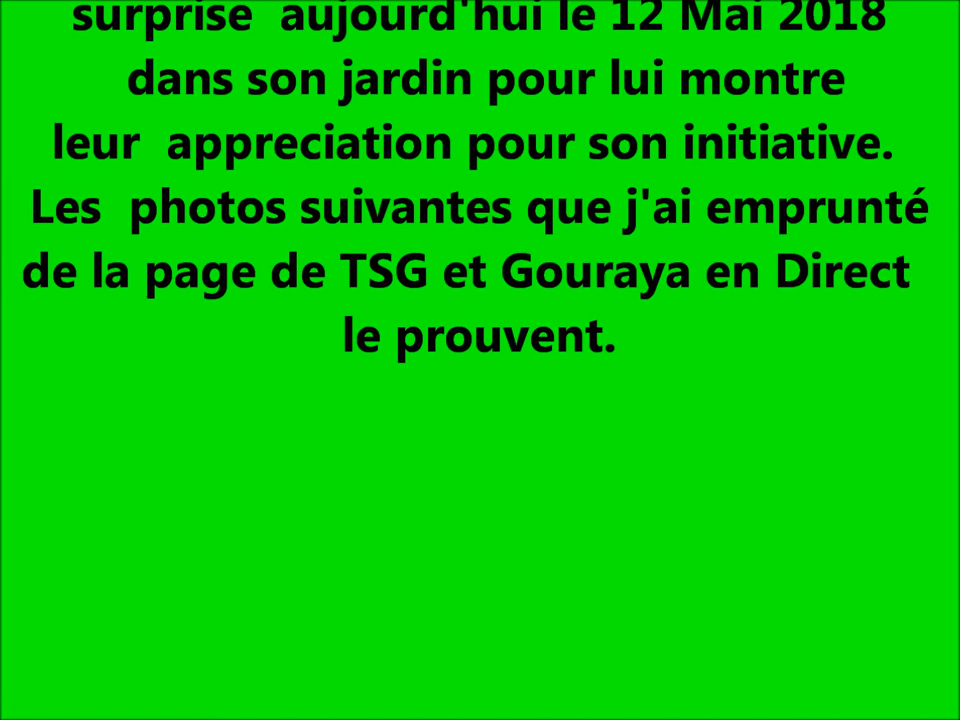 surprise  aujourd'hui le 12 Mai 2018
dans son jardin pour lui montre
leur  appreciation pour son initiative.
Les  photos suivantes que j'ai emprunté
de la page de TSG et Gouraya en Direct
le prouvent.